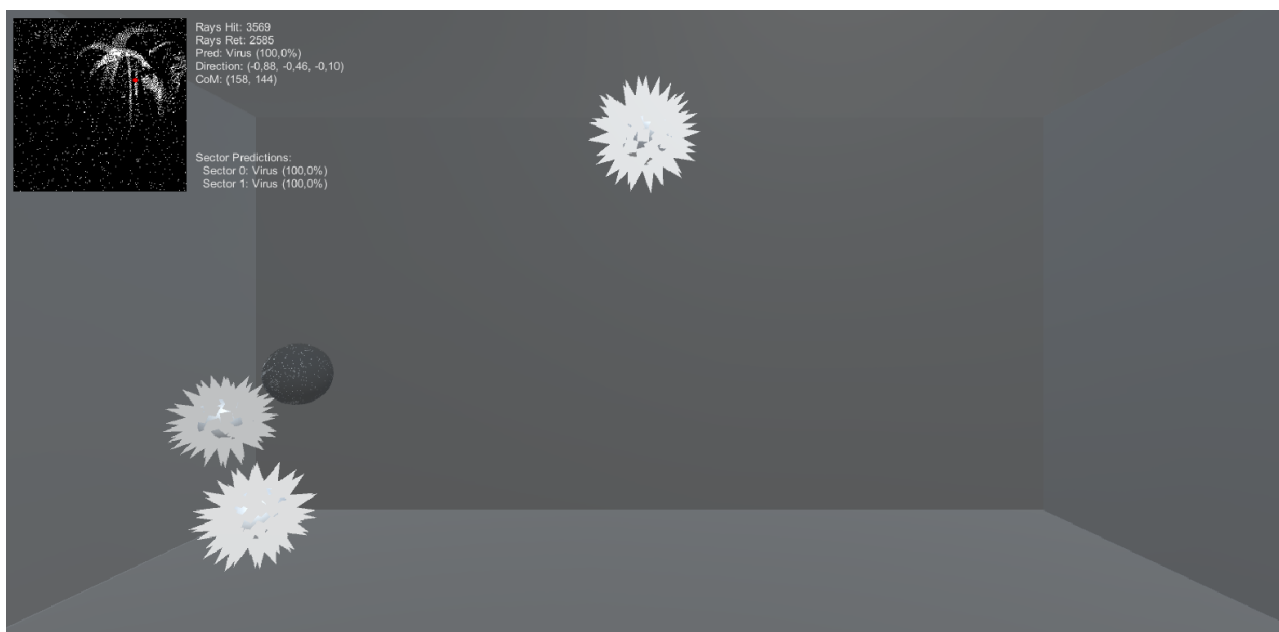 Rays Hit: 3569
Rays Ret: 2585
Pred: Virus (100,0%)
Direction: (-0,88, -0,46, -0,10)
CoM: (158, 144)
Sector Predictions:
Sector 0: Virus (100,0%)
Sector 1: Virus (100,0%)